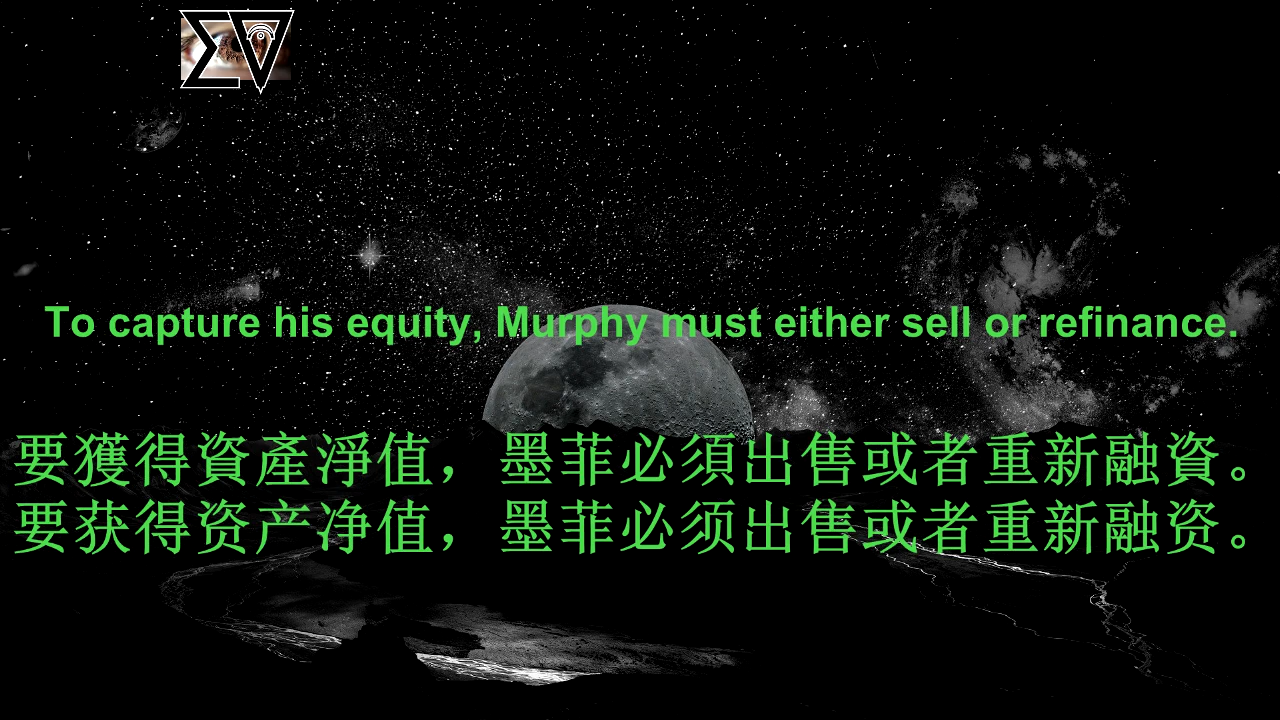 ΣV
To capture his equity, Murphy must either sell or refinance.
要獲得資產淨值，墨菲必須出售或者重新融資。
要获得资产净值，墨菲必须出售或者重新融资。